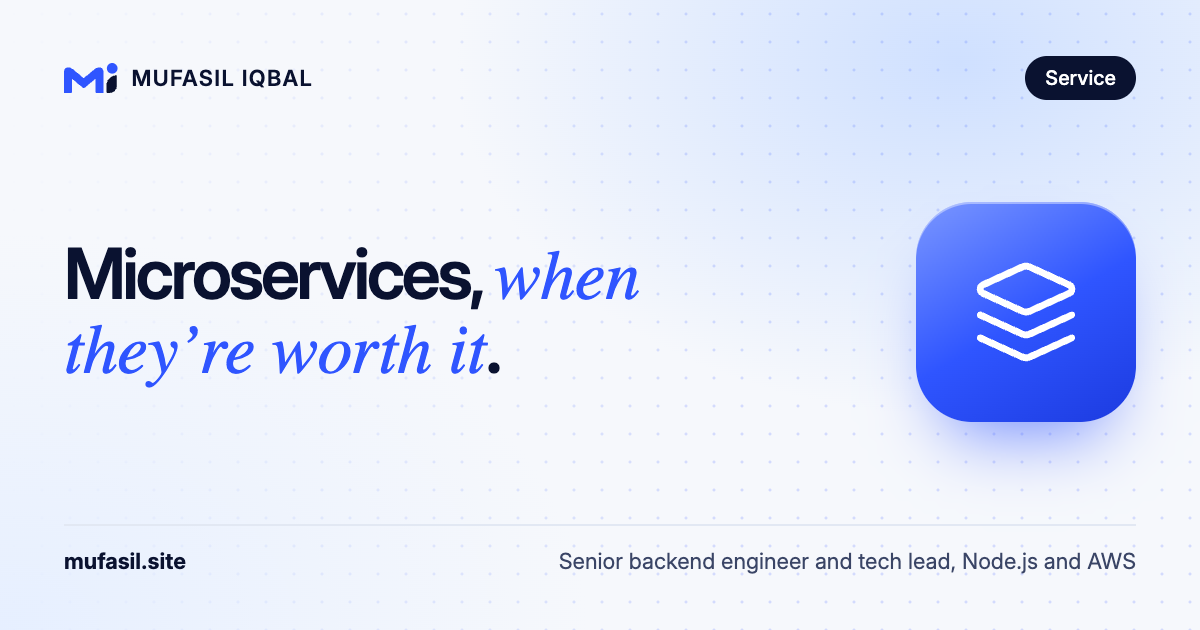 Mi MUFASIL IQBAL
Service
Microservices, when
they’re worth it.
mufasil.site
Senior backend engineer and tech lead, Node.js and AWS